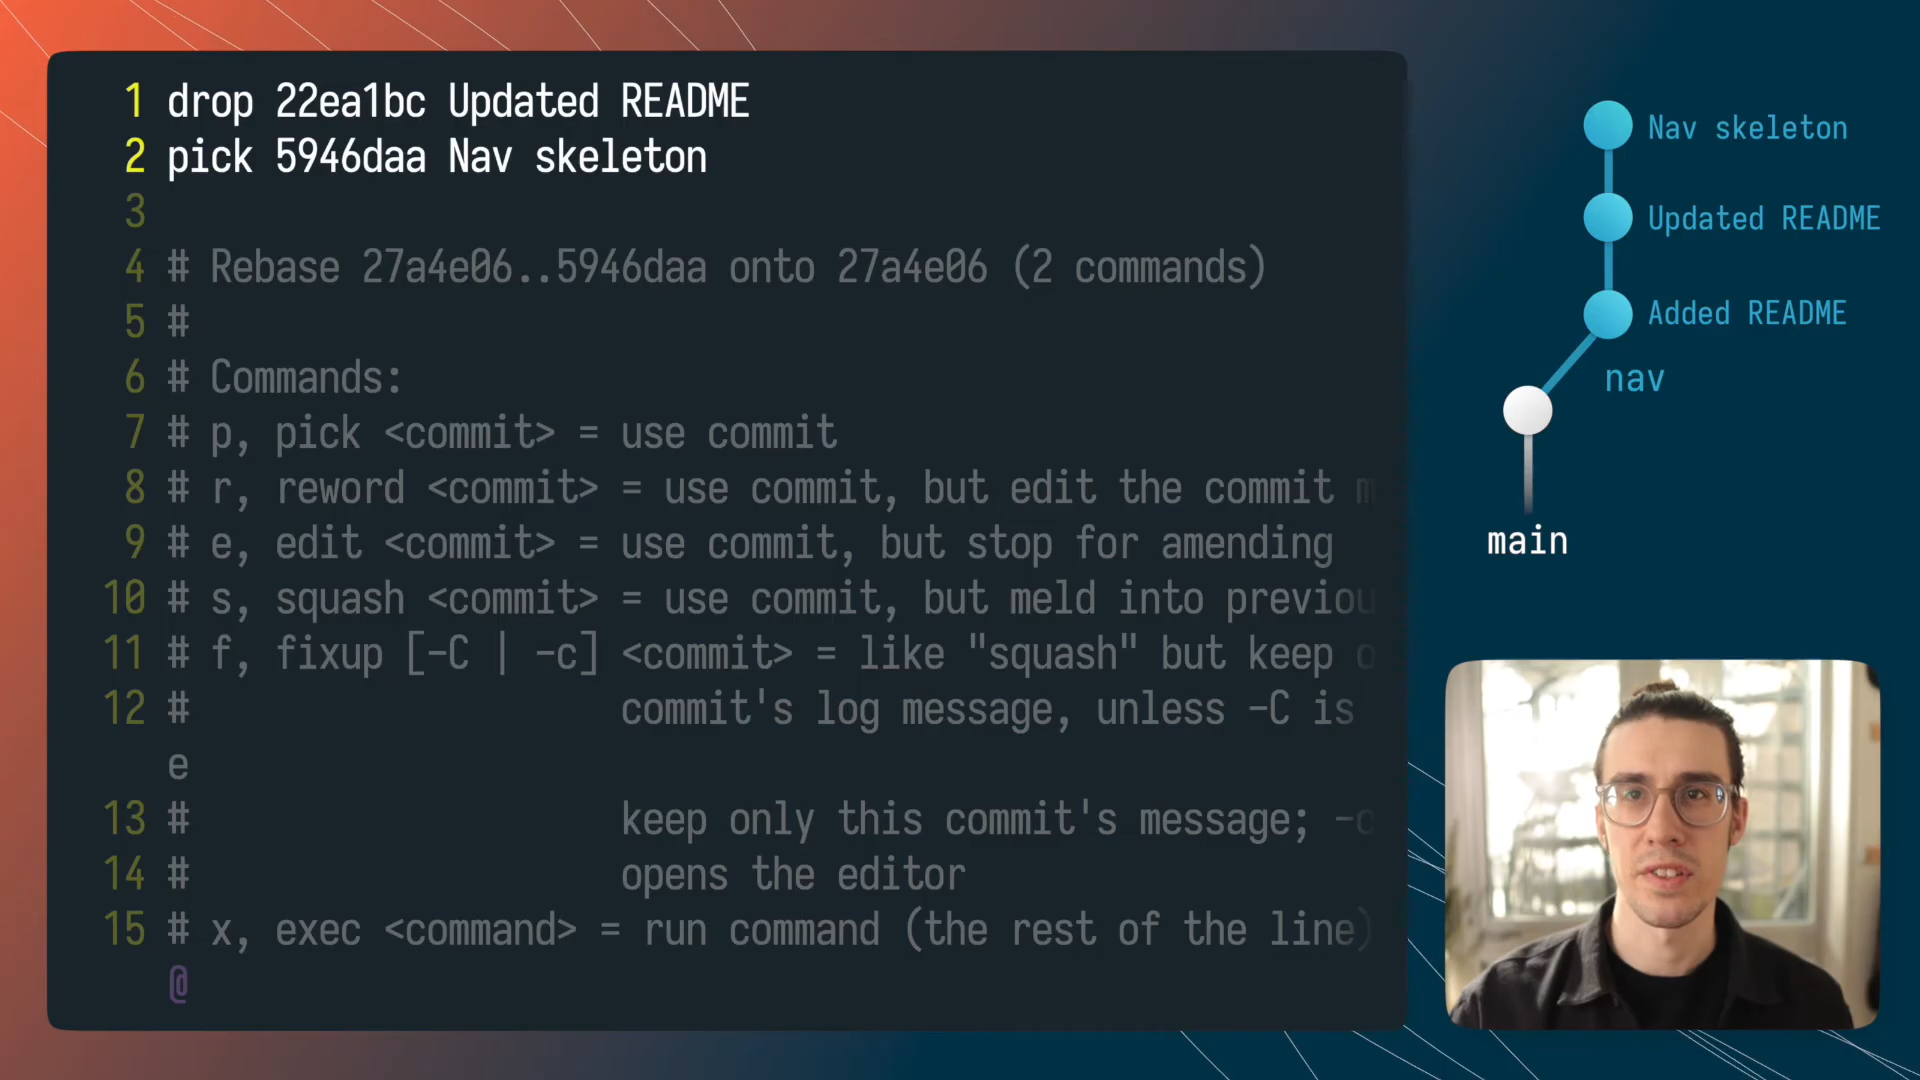 1 drop 22ea1bc Updated README
2 pick 5946daa Nav skeleton
3
4 # Rebase 27a4e06..5946daa onto 27a4e06 (2 commands)
5 #
6 # Commands:
7 # p, pick <commit> = use commit
8 # r, reword <commit> = use commit, but edit the commit m
9 # e, edit <commit> = use commit, but stop for amending
10 # s, squash <commit> = use commit, but meld into previou
11 # f, fixup [-C | -c] <commit> = like "squash" but keep o
12 # commit's log message, unless -C is
e
13 # keep only this commit's message; -c
14 # opens the editor
15 # x, exec <command> = run command (the rest of the line)
@
Nav skeleton
Updated README
Added README
nav
main